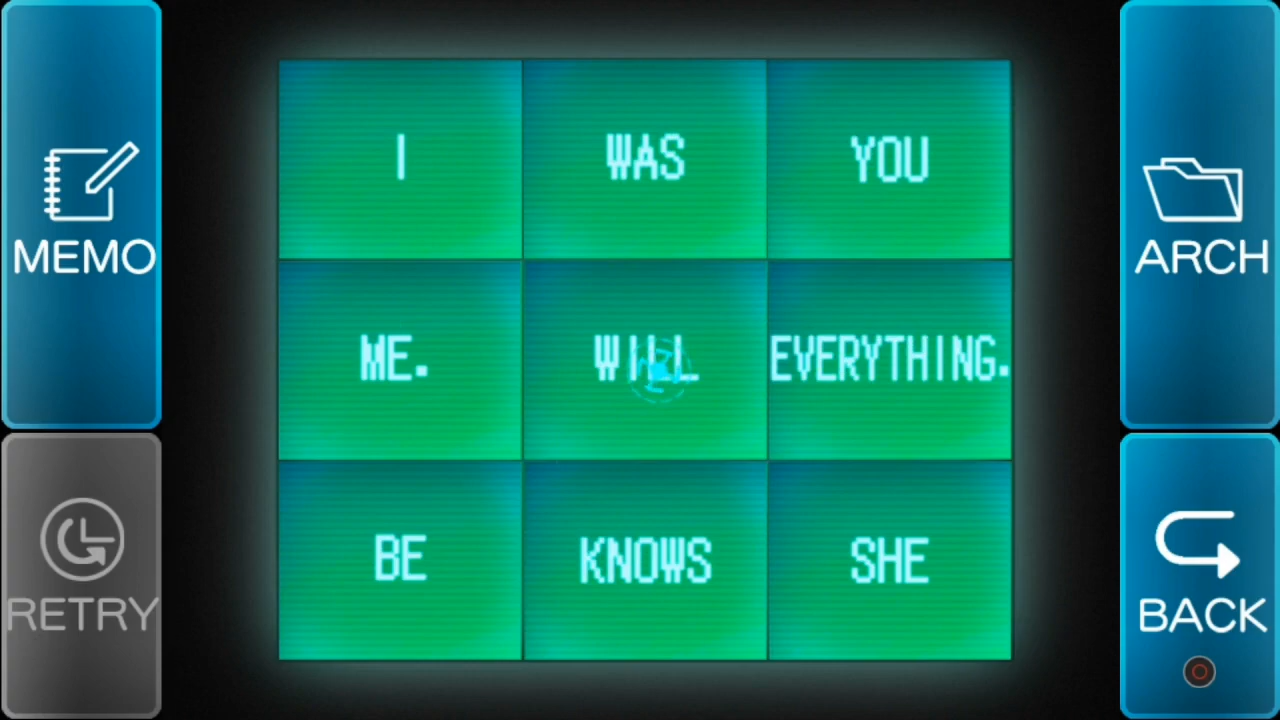 MEMO
RETRY
I WAS YOU
ME. WILL EVERYTHING.
BE KNOWS SHE
ARCH
BACK